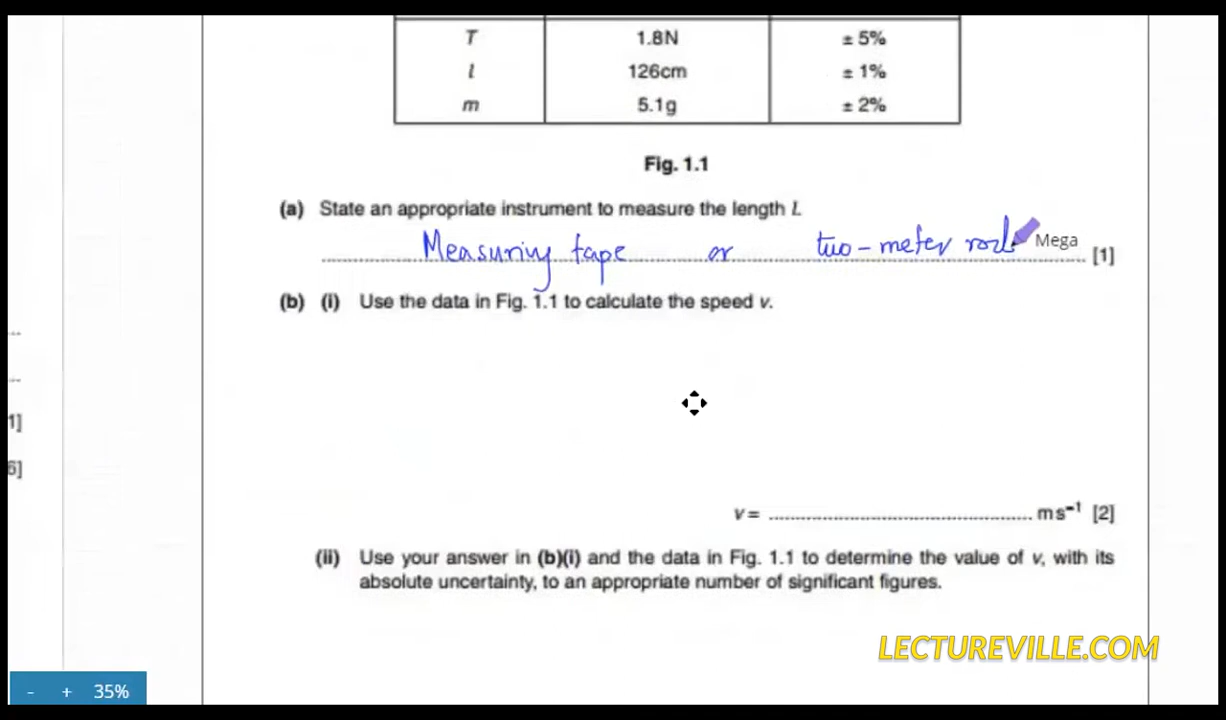 T 1.8N ± 5%
l 126cm ± 1%
m 5.1g ± 2%
Fig. 1.1
(a) State an appropriate instrument to measure the length l.
Measuring tape or two-meter rod Mega [1]
(b) (i) Use the data in Fig. 1.1 to calculate the speed v.
1]
6]
v= ........................................ ms⁻¹ [2]
(ii) Use your answer in (b)(i) and the data in Fig. 1.1 to determine the value of v, with its
absolute uncertainty, to an appropriate number of significant figures.
LECTUREVILLE.COM
- + 35%